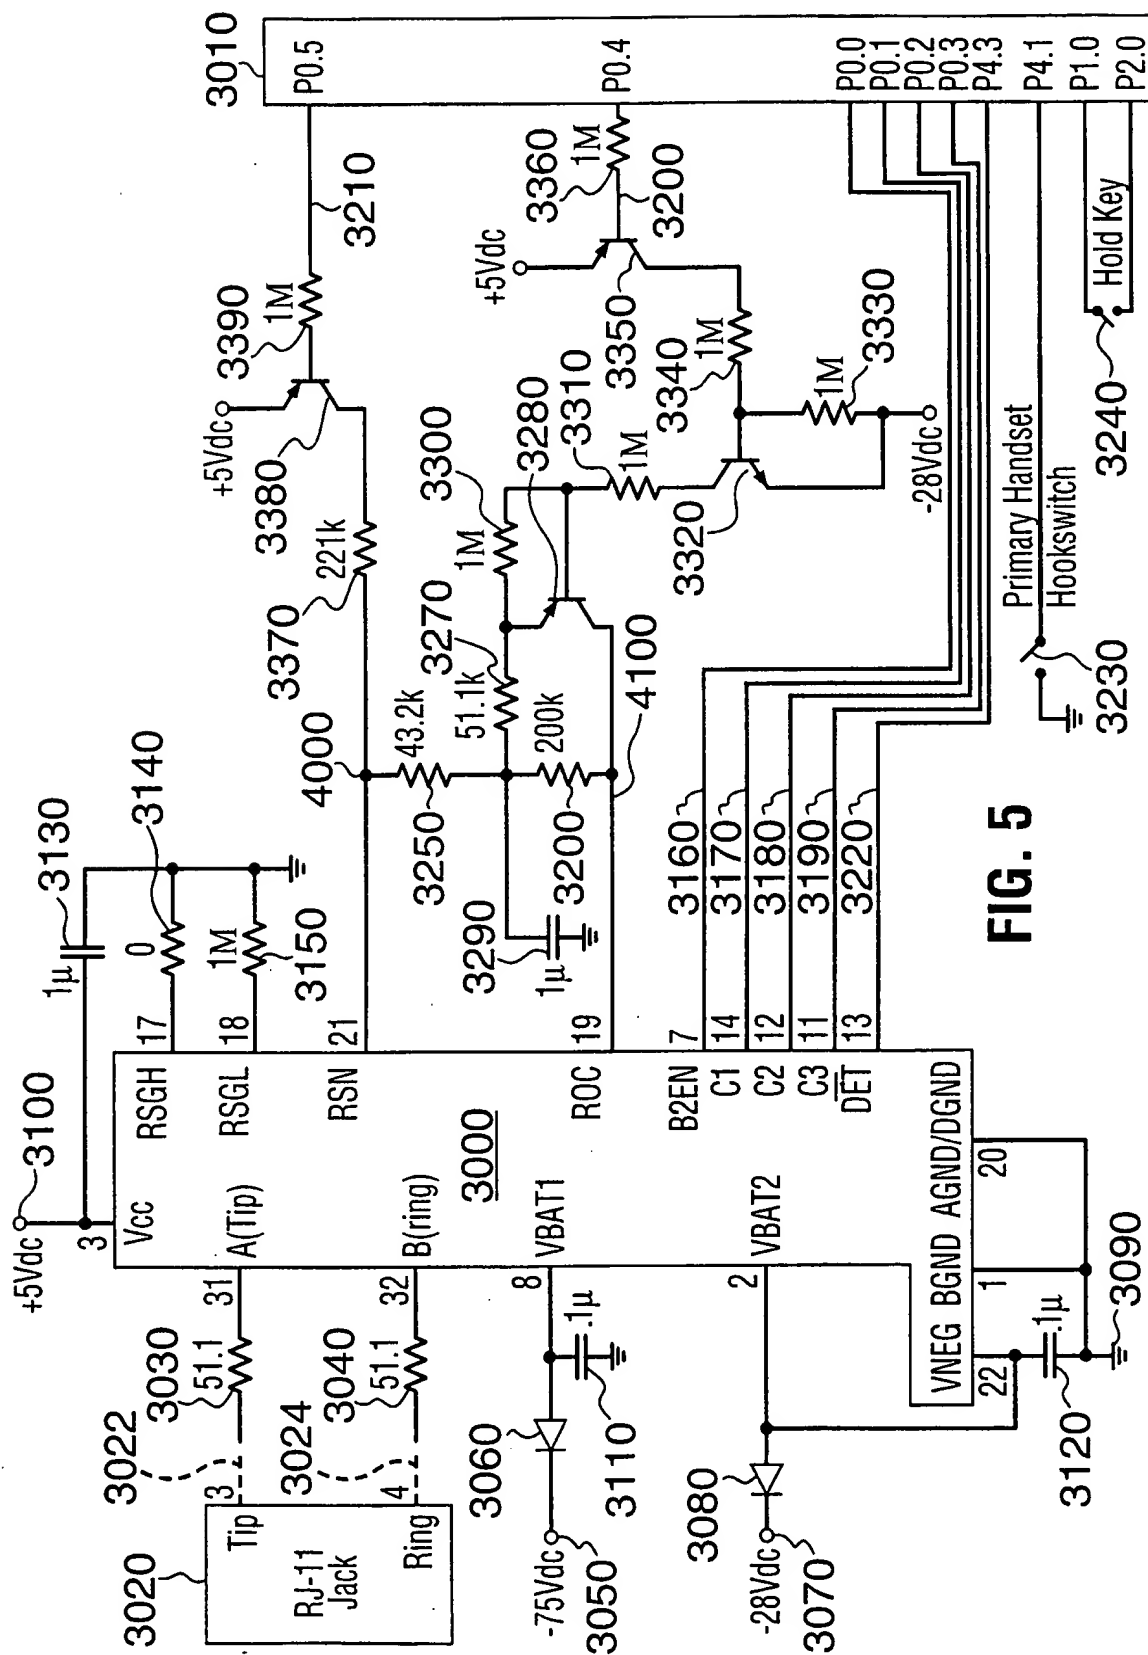 3010
P0.5
P0.4
P0.0
P0.1
P0.2
P0.3
P4.3
P4.1
P1.0
P2.0
3210
3390
1M
+5Vdc
3380
3370
221k
4000
3360
1M
3200
+5Vdc
3350
3340
1M
3330
1M
-28Vdc
3310
1M
3320
3280
3300
1M
3270
51.1k
43.2k
3250
200k
3200
4100
3290
1µ
Hold Key
3240
Primary Handset
Hookswitch
3230
3130
1µ
3140
0
3150
1M
3160
3170
3180
3190
3220
FIG. 5
17
18
21
19
7
14
12
11
13
RSGH
RSGL
RSN
ROC
B2EN
C1
C2
C3
DET
3000
+5Vdc
3100
3
Vcc
A(Tip)
B(ring)
VBAT1
VBAT2
VNEG
BGND
AGND/DGND
31
32
8
2
22
1
20
3090
.1µ
3120
3030
51.1
3040
51.1
3022
3024
3020
Tip
3
RJ-11
Jack
Ring
4
3060
.1µ
3110
-75Vdc
3050
3080
-28Vdc
3070